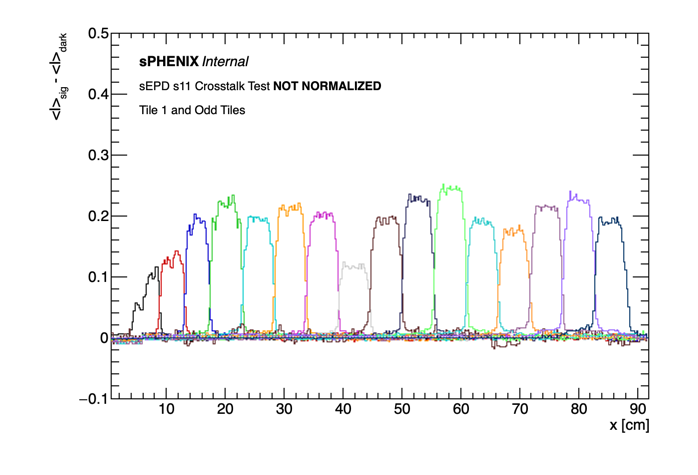 0.5
<I>sig - <I>dark
sPHENIX Internal
sEPD s11 Crosstalk Test NOT NORMALIZED
0.4
Tile 1 and Odd Tiles
0.3
0.2
0.1
0
−0.1
10 20 30 40 50 60 70 80 90
x [cm]